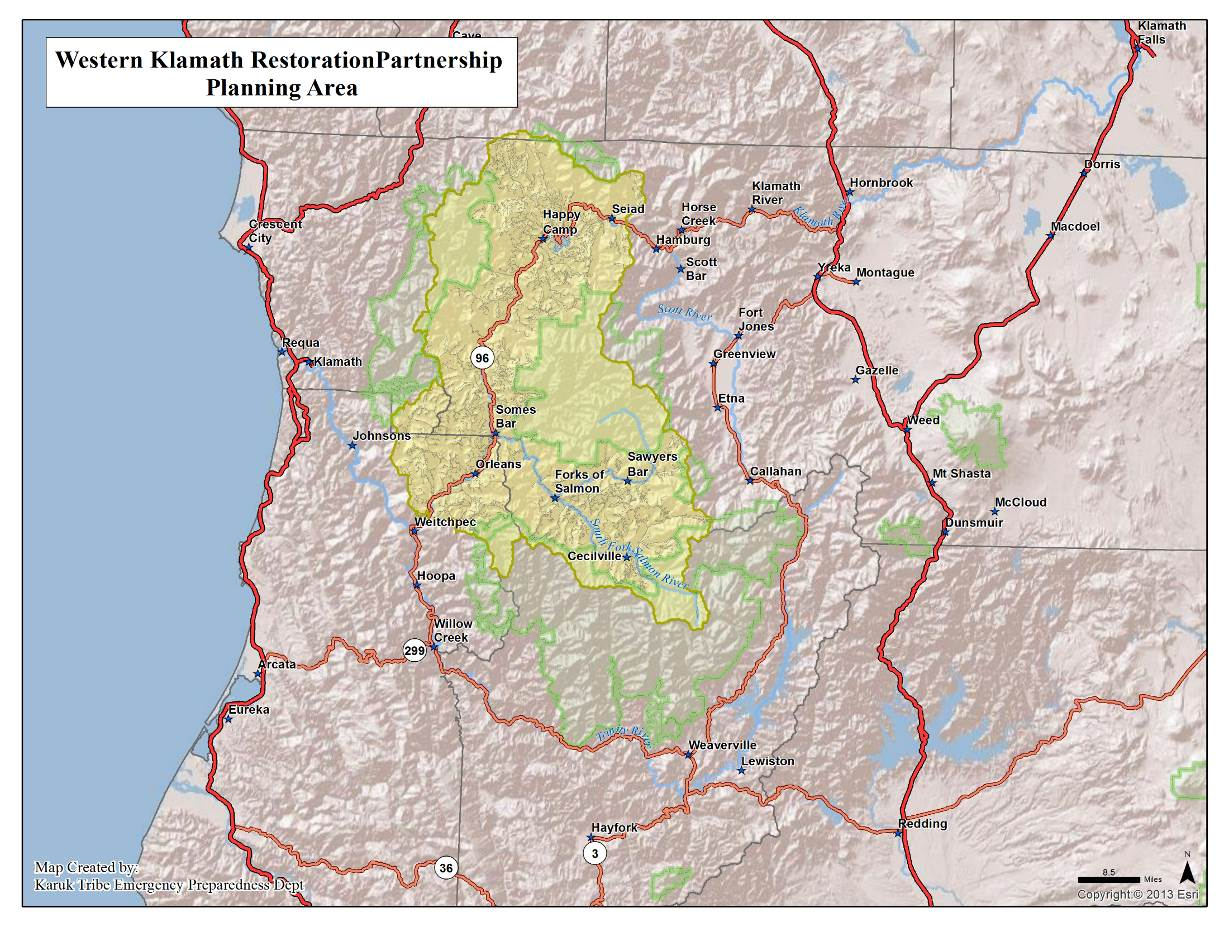 Western Klamath RestorationPartnership
Planning Area
Cave
Klamath
Falls
Dorris
Hornbrook
Klamath
River
Klamath River
Horse
Creek
Seiad
Happy
Camp
Hamburg
Scott
Bar
Crescent
City
Macdoel
Yreka
Montague
Scott River
Fort
Jones
Greenview
Requa
Klamath
96
Gazelle
Etna
Weed
Somes
Bar
Johnsons
Orleans
Sawyers
Bar
Forks of
Salmon
Callahan
Mt Shasta
McCloud
Dunsmuir
Weitchpec
South Fork Salmon River
Cecilville
Hoopa
Willow
Creek
299
Arcata
Eureka
Trinity River
Weaverville
Lewiston
Hayfork
3
Redding
36
Map Created by:
Karuk Tribe Emergency Preparedness Dept
N
8.5
Miles
Copyright:© 2013 Esri